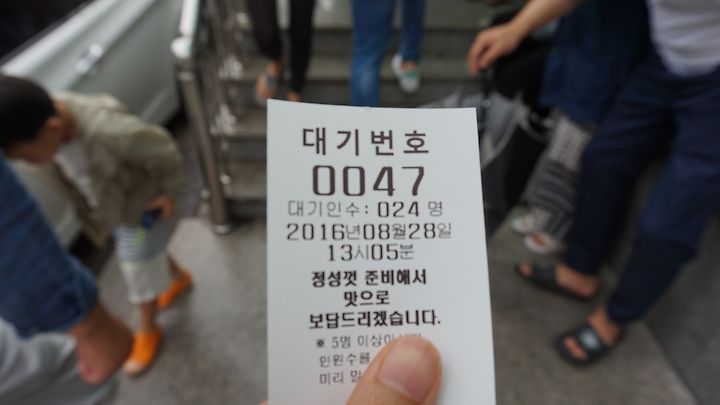 대기번호
0047
대기인수: 024 명
2016년08월28일
13시05분
정성껏 준비해서
맛으로
보답드리겠습니다.
※ 5명 이상이
인원수를
미리